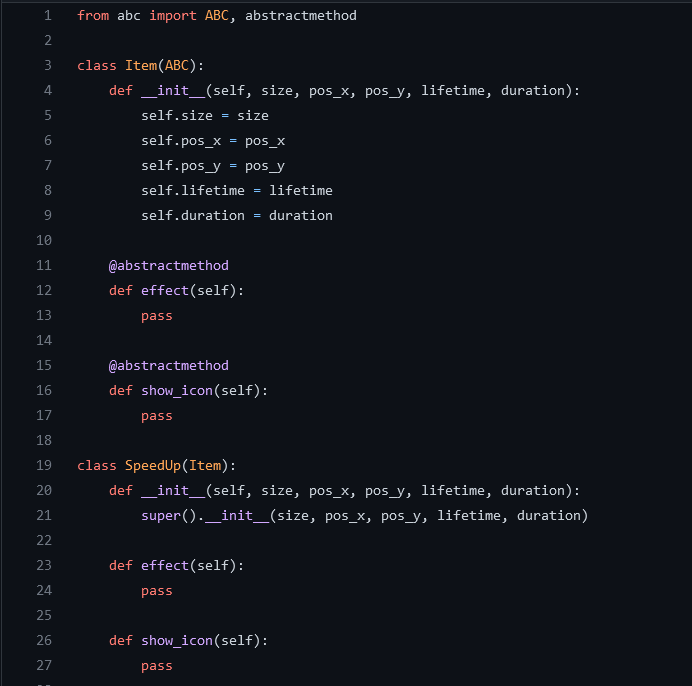 1 from abc import ABC, abstractmethod
2
3 class Item(ABC):
4     def __init__(self, size, pos_x, pos_y, lifetime, duration):
5         self.size = size
6         self.pos_x = pos_x
7         self.pos_y = pos_y
8         self.lifetime = lifetime
9         self.duration = duration
10
11     @abstractmethod
12     def effect(self):
13         pass
14
15     @abstractmethod
16     def show_icon(self):
17         pass
18
19 class SpeedUp(Item):
20     def __init__(self, size, pos_x, pos_y, lifetime, duration):
21         super().__init__(size, pos_x, pos_y, lifetime, duration)
22
23     def effect(self):
24         pass
25
26     def show_icon(self):
27         pass